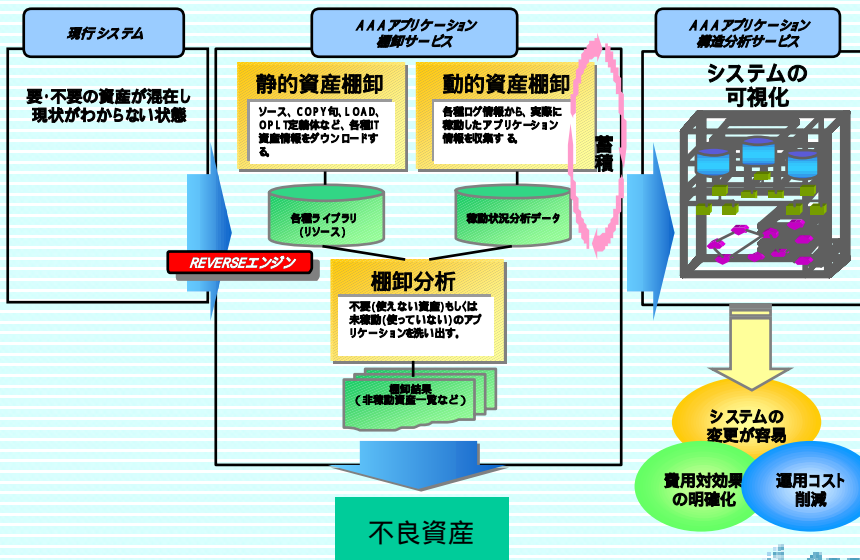 現行システム
要・不要の資産が混在し
現状がわからない状態
REVERSEエンジン
AAAアプリケーション
棚卸サービス
静的資産棚卸
ソース、COPY句、LOAD、
OPLT定義体など、各種IT
資産情報をダウンロードす
る。
動的資産棚卸
各種ログ情報から、実際に
稼動したアプリケーション
情報を収集する。
蓄積
各種ライブラリ
(リソース)
稼動状況分析データ
棚卸分析
不要(使えない資産)もしくは
未稼動(使っていない)のアプ
リケーションを洗い出す。
棚卸結果
(非稼動資産一覧など)
不良資産
AAAアプリケーション
構造分析サービス
システムの
可視化
システムの
変更が容易
費用対効果
の明確化
運用コスト
削減